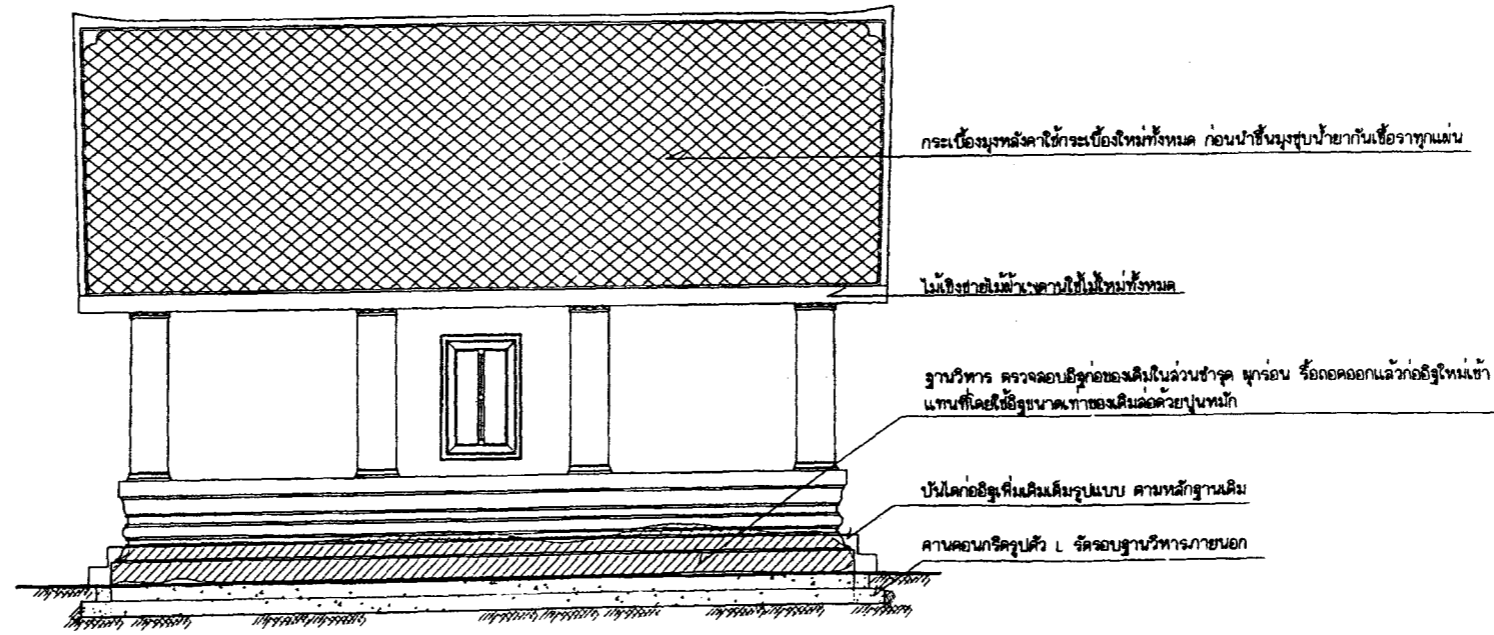 กระเบื้องมุงหลังคาใช้กระเบื้องใหม่ทั้งหมด ก่อนนำขึ้นมุงชุบน้ำยากันเชื้อราทุกแผ่น
ไม้เชิงชายไม้ฝ้าเพดานใช้ไม้ใหม่ทั้งหมด
ฐานวิหาร ตรวจสอบอิฐก่อของเดิมในส่วนชำรุด ผุกร่อน รื้อถอดออกแล้วก่ออิฐใหม่เข้า
แทนที่โดยใช้อิฐขนาดเท่าของเดิมสอด้วยปูนหมัก
บันไดก่ออิฐเพิ่มเติมเต็มรูปแบบ ตามหลักฐานเดิม
คานคอนกรีตรูปตัว L รัดรอบฐานวิหารภายนอก